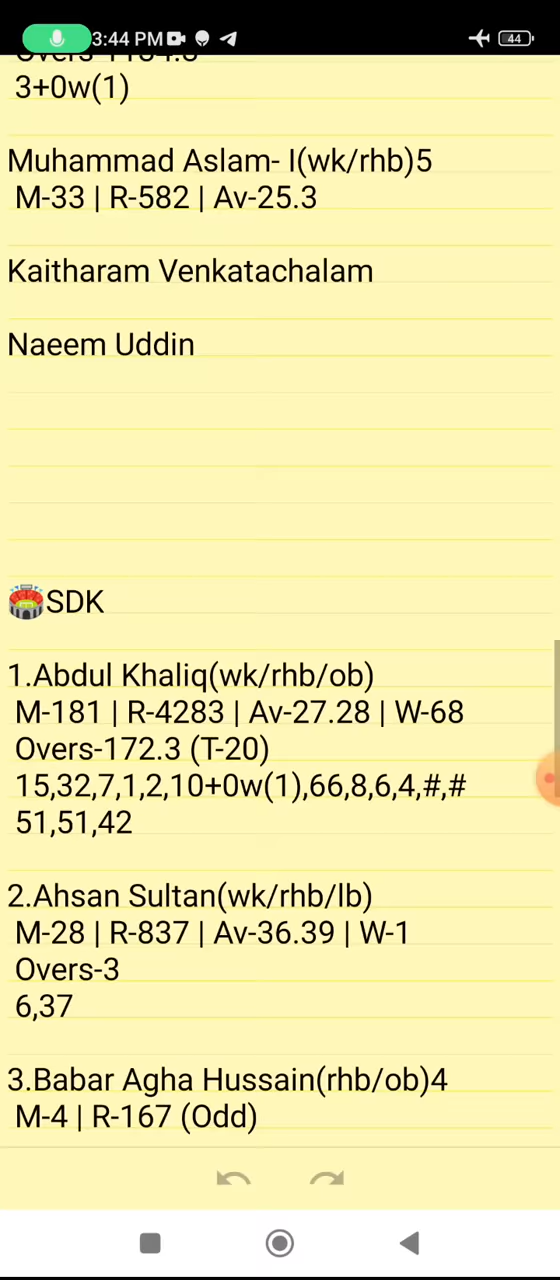 3:44 PM
44
3+0w(1)
Muhammad Aslam- I(wk/rhb)5
M-33 | R-582 | Av-25.3
Kaitharam Venkatachalam
Naeem Uddin
SDK
1.Abdul Khaliq(wk/rhb/ob)
M-181 | R-4283 | Av-27.28 | W-68
Overs-172.3 (T-20)
15,32,7,1,2,10+0w(1),66,8,6,4,#,#
51,51,42
2.Ahsan Sultan(wk/rhb/lb)
M-28 | R-837 | Av-36.39 | W-1
Overs-3
6,37
3.Babar Agha Hussain(rhb/ob)4
M-4 | R-167 (Odd)